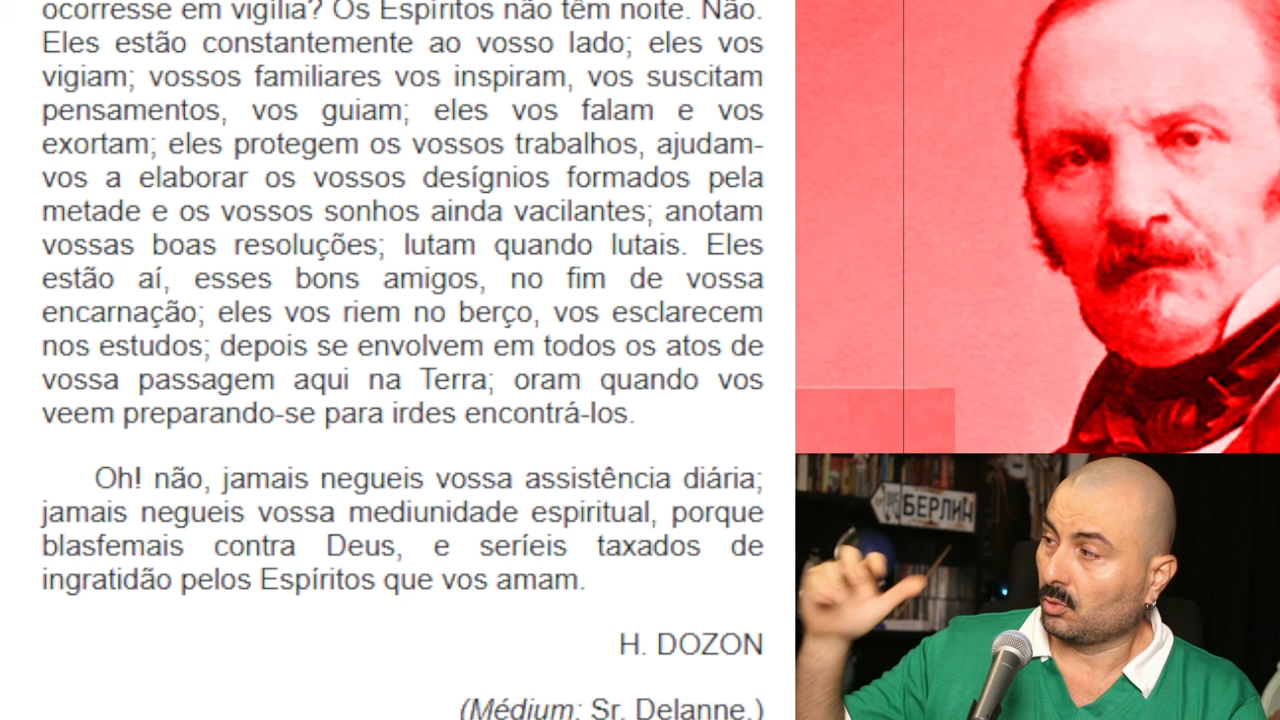 ocorresse em vigília? Os Espíritos não têm noite. Não.
Eles estão constantemente ao vosso lado; eles vos
vigiam; vossos familiares vos inspiram, vos suscitam
pensamentos, vos guiam; eles vos falam e vos
exortam; eles protegem os vossos trabalhos, ajudam-
vos a elaborar os vossos desígnios formados pela
metade e os vossos sonhos ainda vacilantes; anotam
vossas boas resoluções; lutam quando lutais. Eles
estão aí, esses bons amigos, no fim de vossa
encarnação; eles vos riem no berço, vos esclarecem
nos estudos; depois se envolvem em todos os atos de
vossa passagem aqui na Terra; oram quando vos
veem preparando-se para irdes encontrá-los.
Oh! não, jamais negueis vossa assistência diária;
jamais negueis vossa mediunidade espiritual, porque
blasfemais contra Deus, e seríeis taxados de
ingratidão pelos Espíritos que vos amam.
H. DOZON
(Médium: Sr. Delanne.)
БЕРЛИН